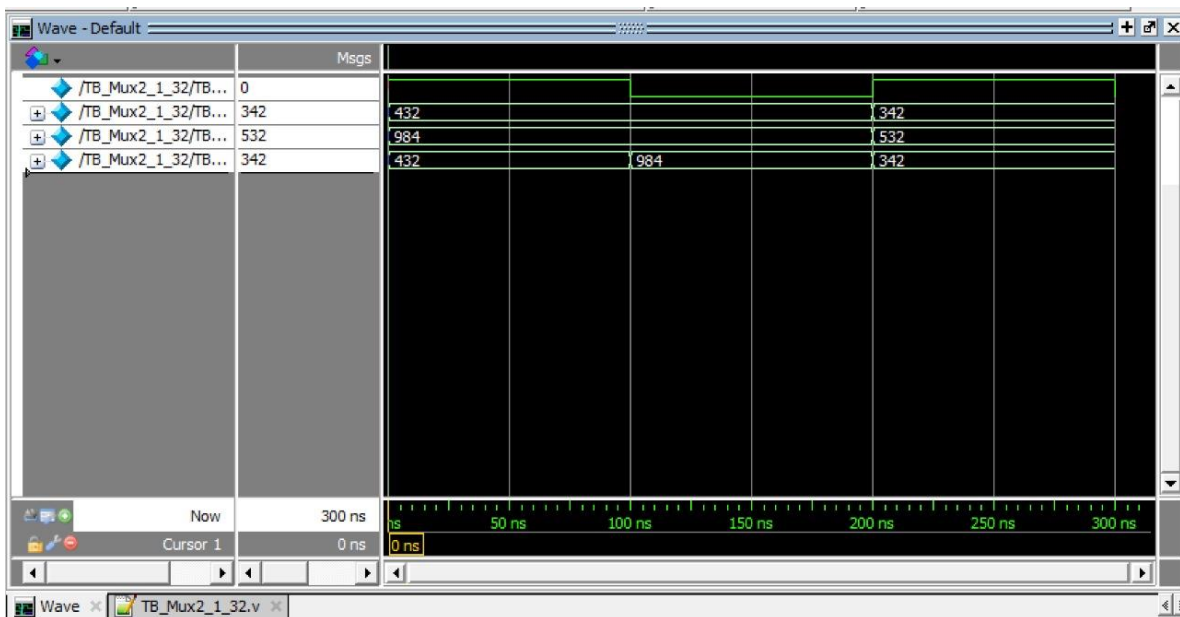 Wave - Default
Msgs
/TB_Mux2_1_32/TB... 0
/TB_Mux2_1_32/TB... 342 432 342
/TB_Mux2_1_32/TB... 532 984 532
/TB_Mux2_1_32/TB... 342 432 984 342
Now 300 ns
ns 50 ns 100 ns 150 ns 200 ns 250 ns 300 ns
Cursor 1 0 ns 0 ns
Wave TB_Mux2_1_32.v